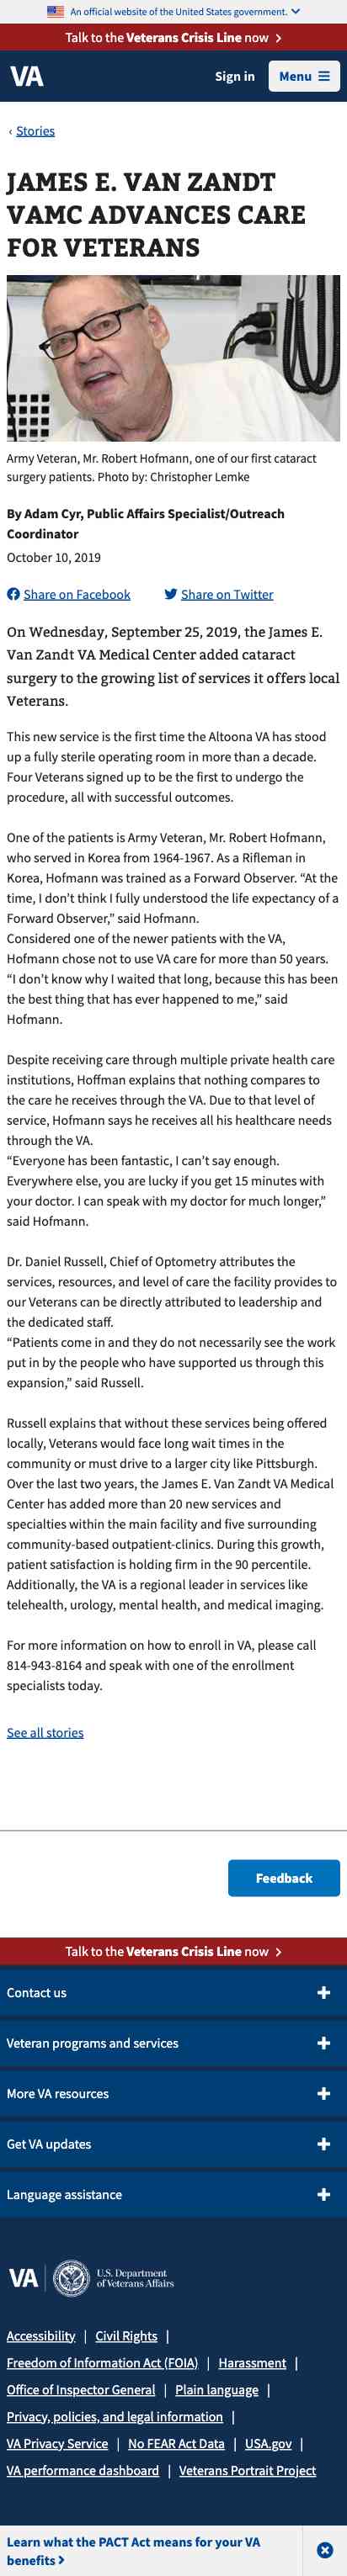 An official website of the United States government.
Talk to the Veterans Crisis Line now
VA
Sign in
Menu
‹ Stories
JAMES E. VAN ZANDT
VAMC ADVANCES CARE
FOR VETERANS
Army Veteran, Mr. Robert Hofmann, one of our first cataract
surgery patients. Photo by: Christopher Lemke
By Adam Cyr, Public Affairs Specialist/Outreach
Coordinator
October 10, 2019
Share on Facebook
Share on Twitter
On Wednesday, September 25, 2019, the James E.
Van Zandt VA Medical Center added cataract
surgery to the growing list of services it offers local
Veterans.
This new service is the first time the Altoona VA has stood
up a fully sterile operating room in more than a decade.
Four Veterans signed up to be the first to undergo the
procedure, all with successful outcomes.
One of the patients is Army Veteran, Mr. Robert Hofmann,
who served in Korea from 1964-1967. As a Rifleman in
Korea, Hofmann was trained as a Forward Observer. “At the
time, I don’t think I fully understood the life expectancy of a
Forward Observer,” said Hofmann.
Considered one of the newer patients with the VA,
Hofmann chose not to use VA care for more than 50 years.
“I don’t know why I waited that long, because this has been
the best thing that has ever happened to me,” said
Hofmann.
Despite receiving care through multiple private health care
institutions, Hoffman explains that nothing compares to
the care he receives through the VA. Due to that level of
service, Hofmann says he receives all his healthcare needs
through the VA.
“Everyone has been fantastic, I can’t say enough.
Everywhere else, you are lucky if you get 15 minutes with
your doctor. I can speak with my doctor for much longer,”
said Hofmann.
Dr. Daniel Russell, Chief of Optometry attributes the
services, resources, and level of care the facility provides to
our Veterans can be directly attributed to leadership and
the dedicated staff.
“Patients come in and they do not necessarily see the work
put in by the people who have supported us through this
expansion,” said Russell.
Russell explains that without these services being offered
locally, Veterans would face long wait times in the
community or must drive to a larger city like Pittsburgh.
Over the last two years, the James E. Van Zandt VA Medical
Center has added more than 20 new services and
specialties within the main facility and five surrounding
community-based outpatient-clinics. During this growth,
patient satisfaction is holding firm in the 90 percentile.
Additionally, the VA is a regional leader in services like
telehealth, urology, mental health, and medical imaging.
For more information on how to enroll in VA, please call
814-943-8164 and speak with one of the enrollment
specialists today.
See all stories
Feedback
Talk to the Veterans Crisis Line now
Contact us
Veteran programs and services
More VA resources
Get VA updates
Language assistance
VA
U.S. Department
of Veterans Affairs
Accessibility | Civil Rights |
Freedom of Information Act (FOIA) | Harassment |
Office of Inspector General | Plain language |
Privacy, policies, and legal information |
VA Privacy Service | No FEAR Act Data | USA.gov |
VA performance dashboard | Veterans Portrait Project
Learn what the PACT Act means for your VA
benefits